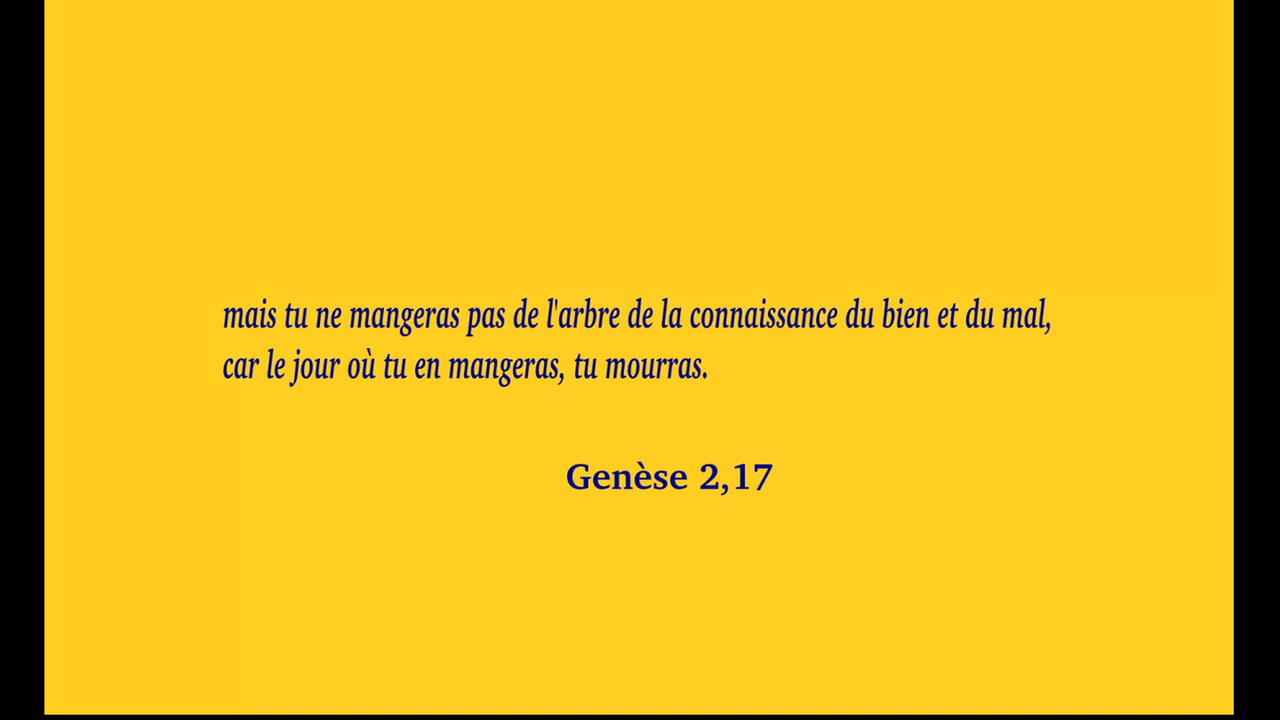 mais tu ne mangeras pas de l'arbre de la connaissance du bien et du mal,
car le jour où tu en mangeras, tu mourras.
Genèse 2,17